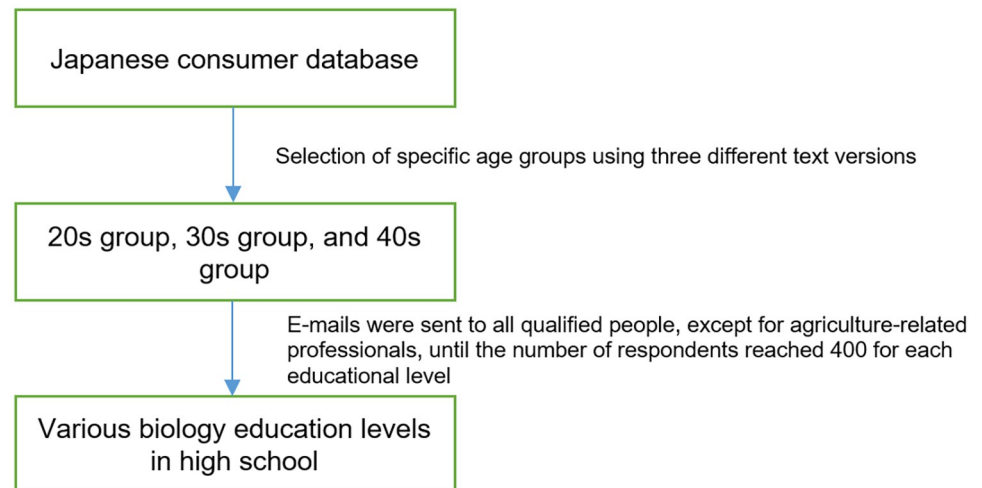 Japanese consumer database
Selection of specific age groups using three different text versions
20s group, 30s group, and 40s
group
E-mails were sent to all qualified people, except for agriculture-related
professionals, until the number of respondents reached 400 for each
educational level
Various biology education levels
in high school